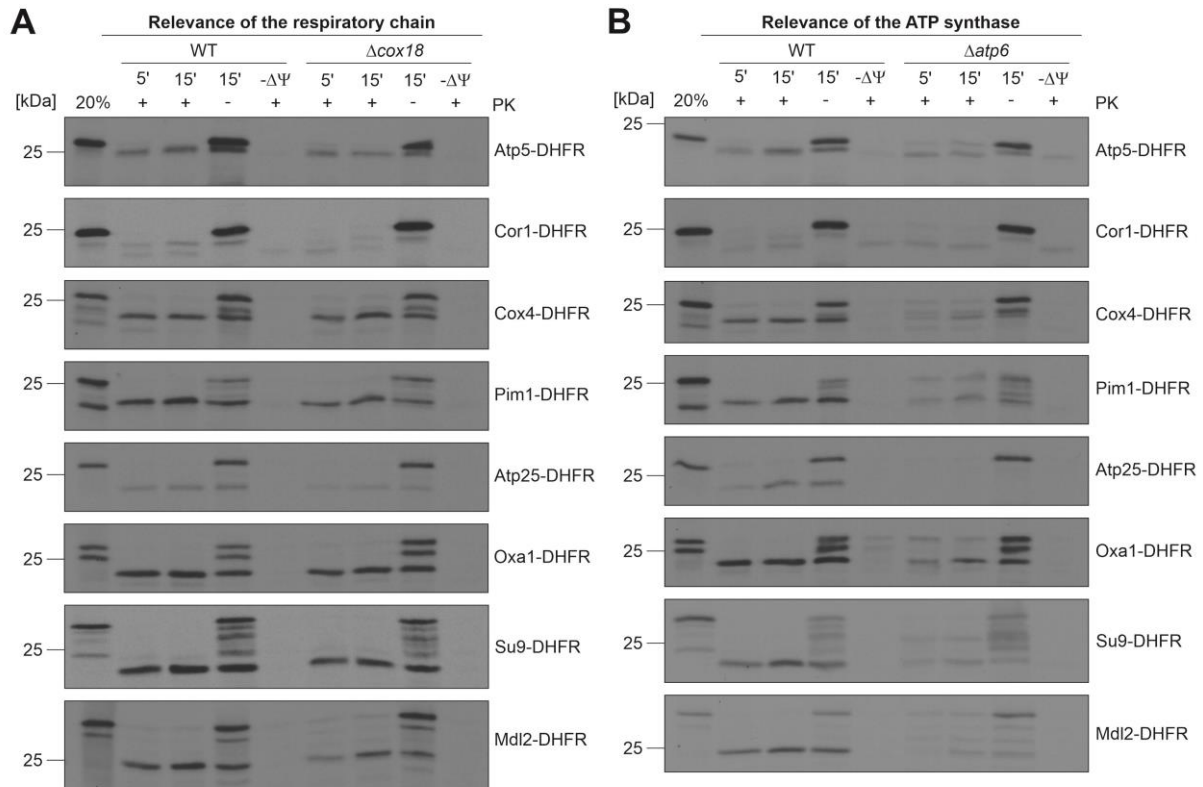 A
Relevance of the respiratory chain
WT Δcox18
5' 15' 15' -ΔΨ 5' 15' 15' -ΔΨ
[kDa] 20% + + - + + + - + PK
25 Atp5-DHFR
25 Cor1-DHFR
25 Cox4-DHFR
25 Pim1-DHFR
25 Atp25-DHFR
25 Oxa1-DHFR
25 Su9-DHFR
25 Mdl2-DHFR
B
Relevance of the ATP synthase
WT Δatp6
5' 15' 15' -ΔΨ 5' 15' 15' -ΔΨ
[kDa] 20% + + - + + + - + PK
25 Atp5-DHFR
25 Cor1-DHFR
25 Cox4-DHFR
25 Pim1-DHFR
25 Atp25-DHFR
25 Oxa1-DHFR
25 Su9-DHFR
25 Mdl2-DHFR